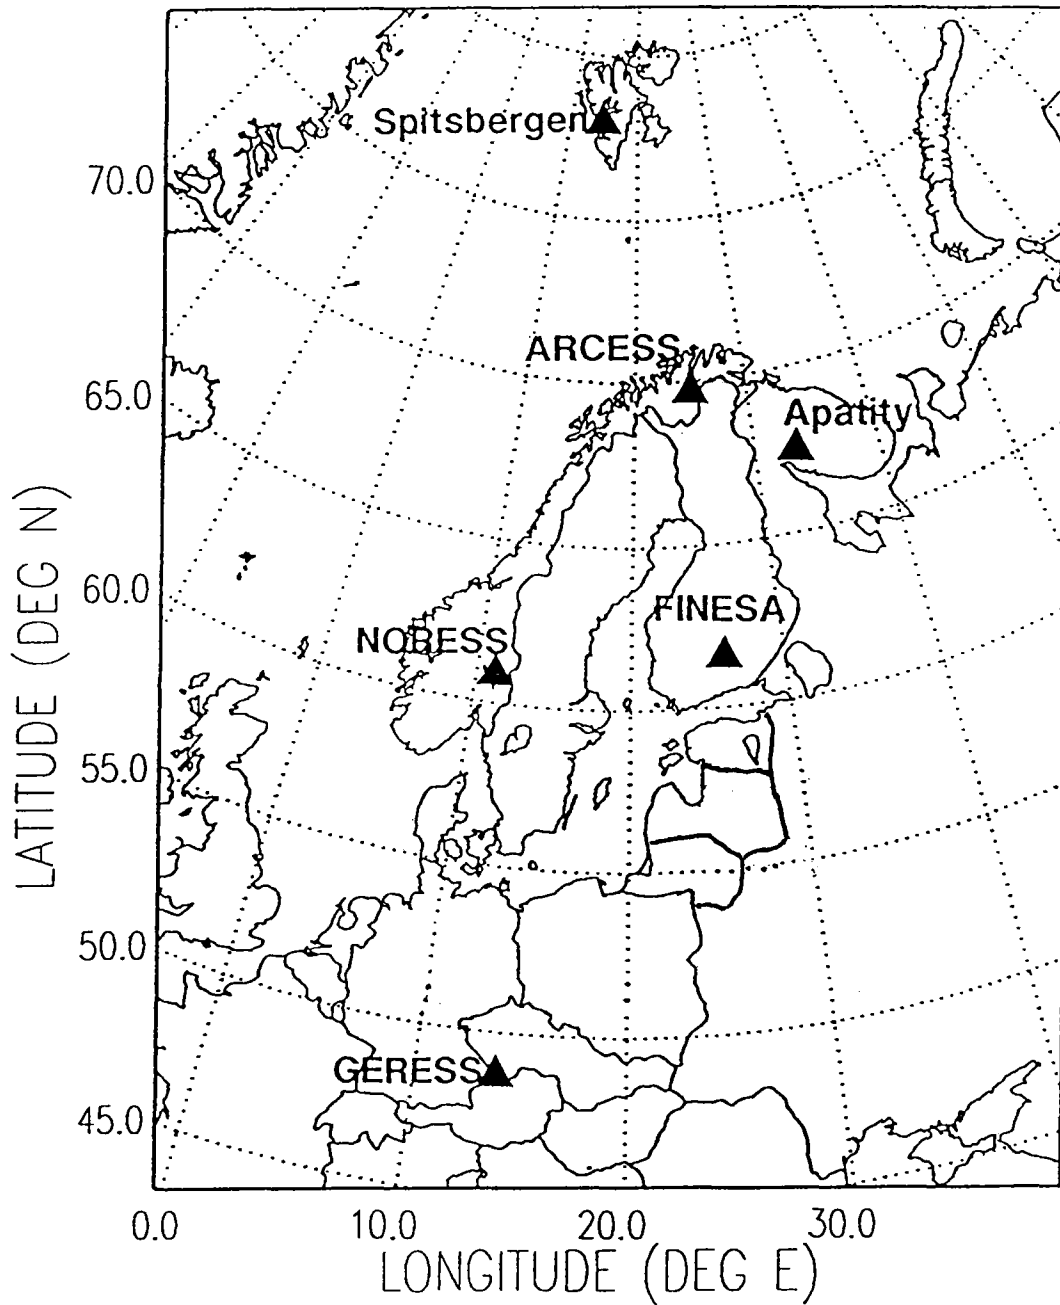 Spitsbergen
70.0
ARCESS
65.0
Apatity
60.0
FINESA
NORESS
55.0
50.0
GERESS
45.0
LATITUDE (DEG N)
0.0 10.0 20.0 30.0
LONGITUDE (DEG E)